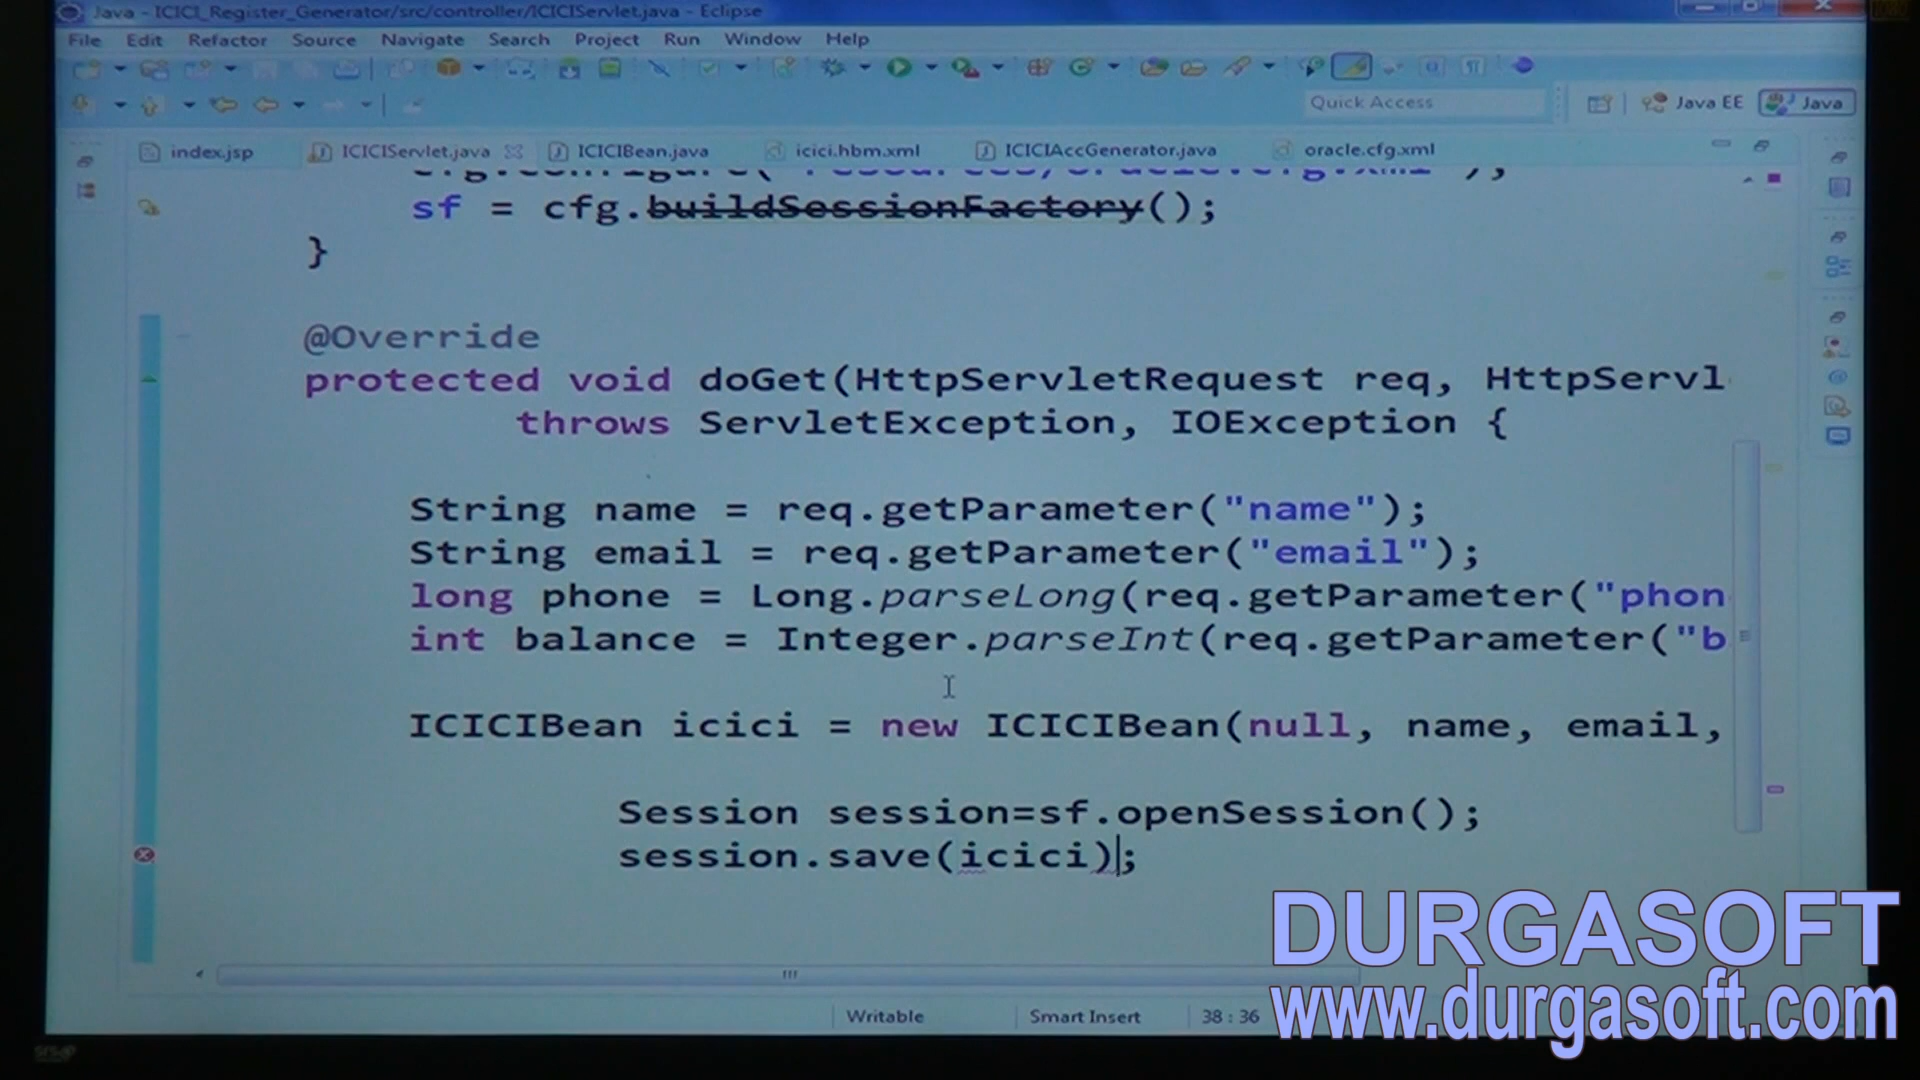 Java - ICICI_Register_Generator/src/controller/ICICIServlet.java - Eclipse
File Edit Refactor Source Navigate Search Project Run Window Help
Quick Access
Java EE
Java
index.jsp
ICICIServlet.java
ICICIBean.java
icici.hbm.xml
ICICIAccGenerator.java
oracle.cfg.xml
sf = cfg.buildSessionFactory();
}
@Override
protected void doGet(HttpServletRequest req, HttpServl
throws ServletException, IOException {
String name = req.getParameter("name");
String email = req.getParameter("email");
long phone = Long.parseLong(req.getParameter("phon
int balance = Integer.parseInt(req.getParameter("b
ICICIBean icici = new ICICIBean(null, name, email,
Session session=sf.openSession();
session.save(icici);
Writable
Smart Insert
38 : 36
DURGASOFT
www.durgasoft.com